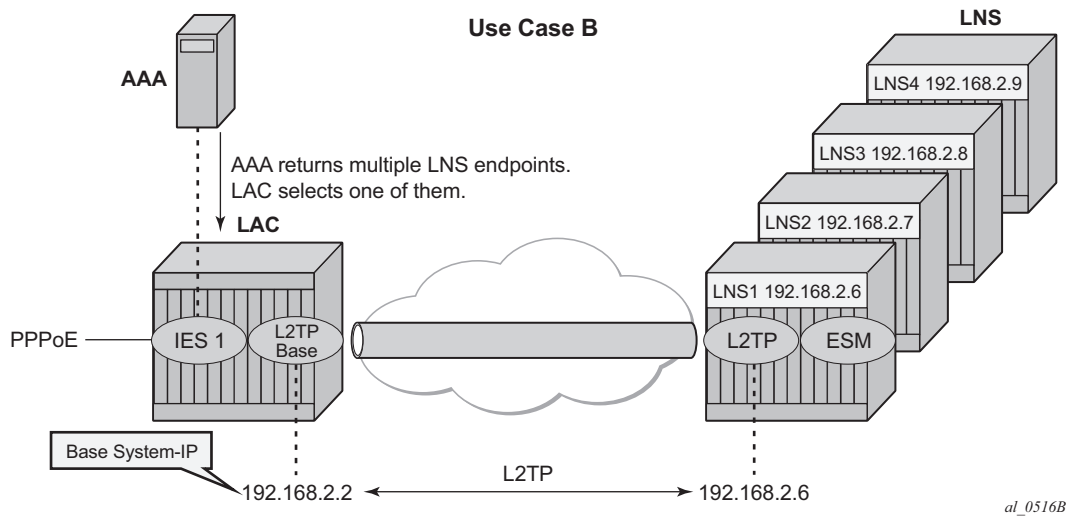 Use Case B
LNS
AAA
LNS4 192.168.2.9
LNS3 192.168.2.8
AAA returns multiple LNS endpoints.
LAC selects one of them.
LAC
LNS2 192.168.2.7
LNS1 192.168.2.6
PPPoE
IES 1
L2TP
Base
L2TP
ESM
Base System-IP
L2TP
192.168.2.2
192.168.2.6
al_0516B